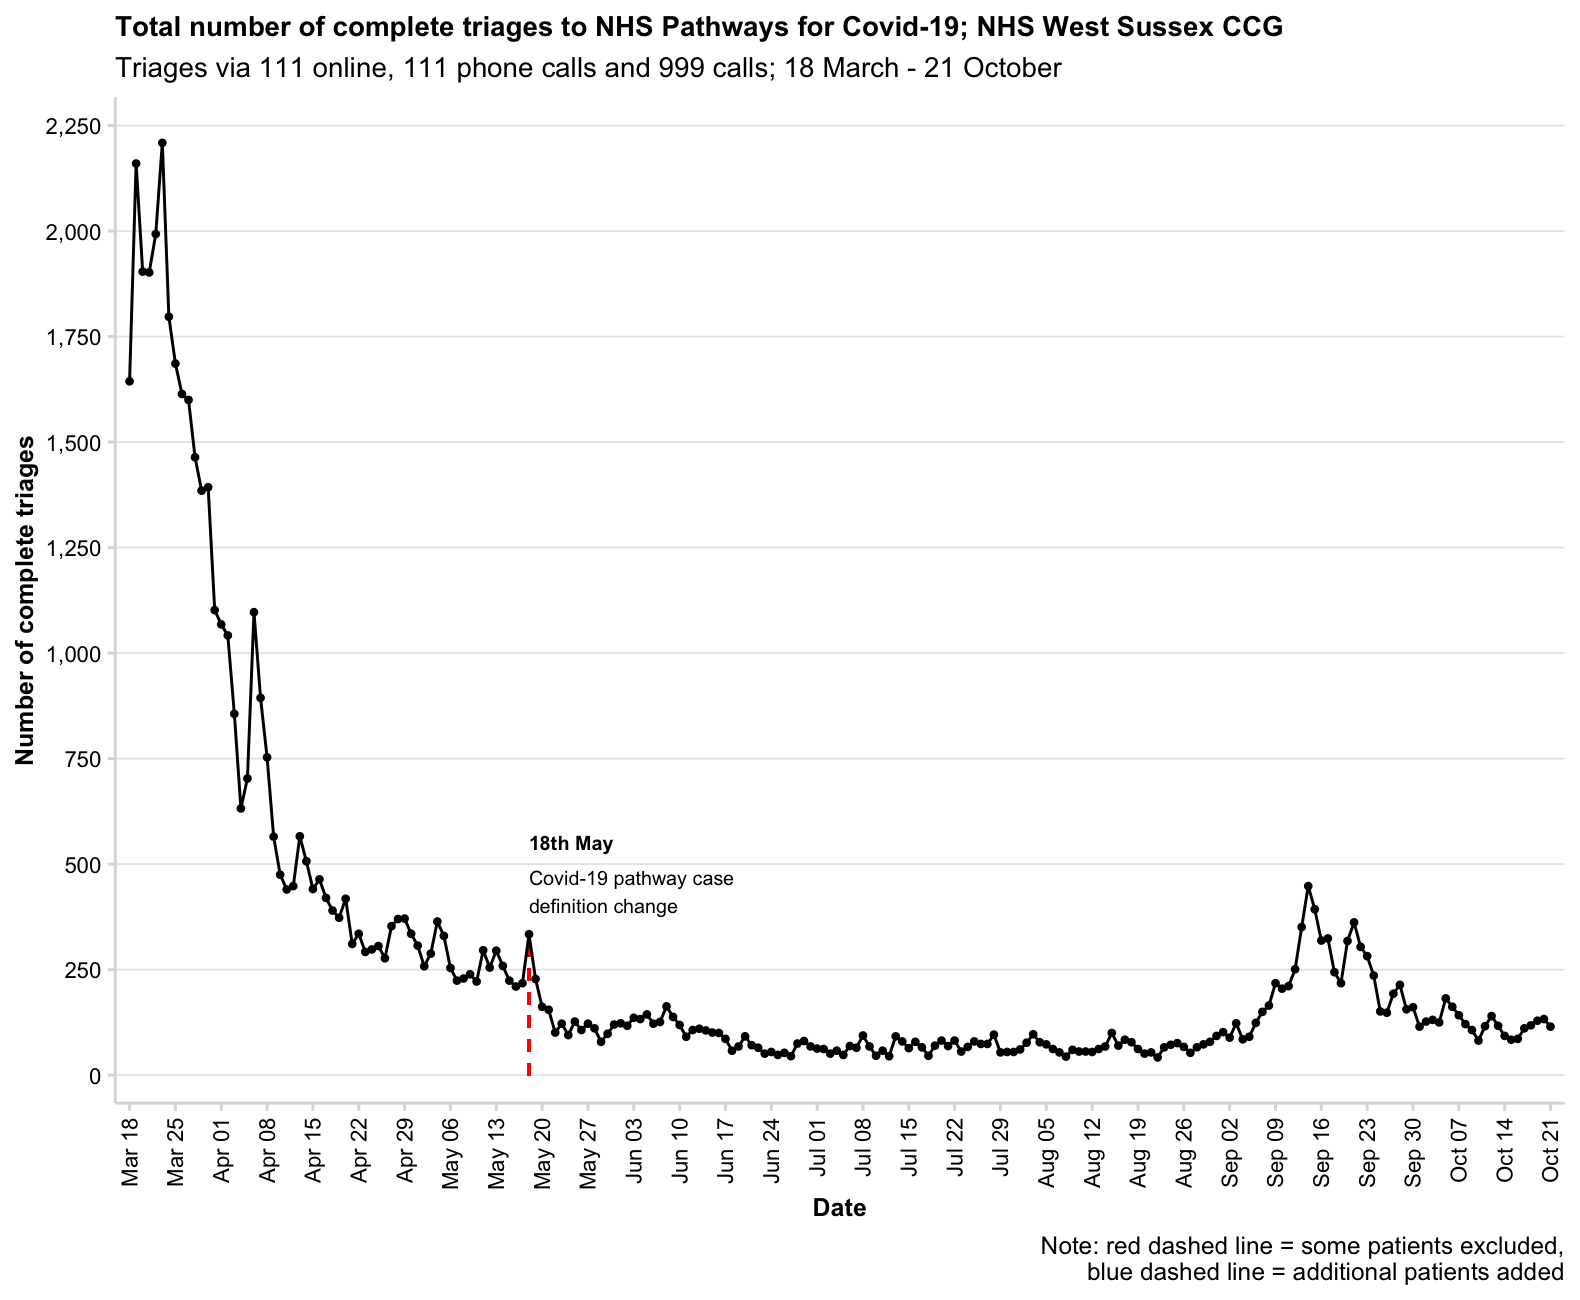 Total number of complete triages to NHS Pathways for Covid-19; NHS West Sussex CCG
Triages via 111 online, 111 phone calls and 999 calls; 18 March - 21 October
Number of complete triages
2,250
2,000
1,750
1,500
1,250
1,000
750
500
250
0
18th May
Covid-19 pathway case
definition change
Mar 18
Mar 25
Apr 01
Apr 08
Apr 15
Apr 22
Apr 29
May 06
May 13
May 20
May 27
Jun 03
Jun 10
Jun 17
Jun 24
Jul 01
Jul 08
Jul 15
Jul 22
Jul 29
Aug 05
Aug 12
Aug 19
Aug 26
Sep 02
Sep 09
Sep 16
Sep 23
Sep 30
Oct 07
Oct 14
Oct 21
Date
Note: red dashed line = some patients excluded,
blue dashed line = additional patients added